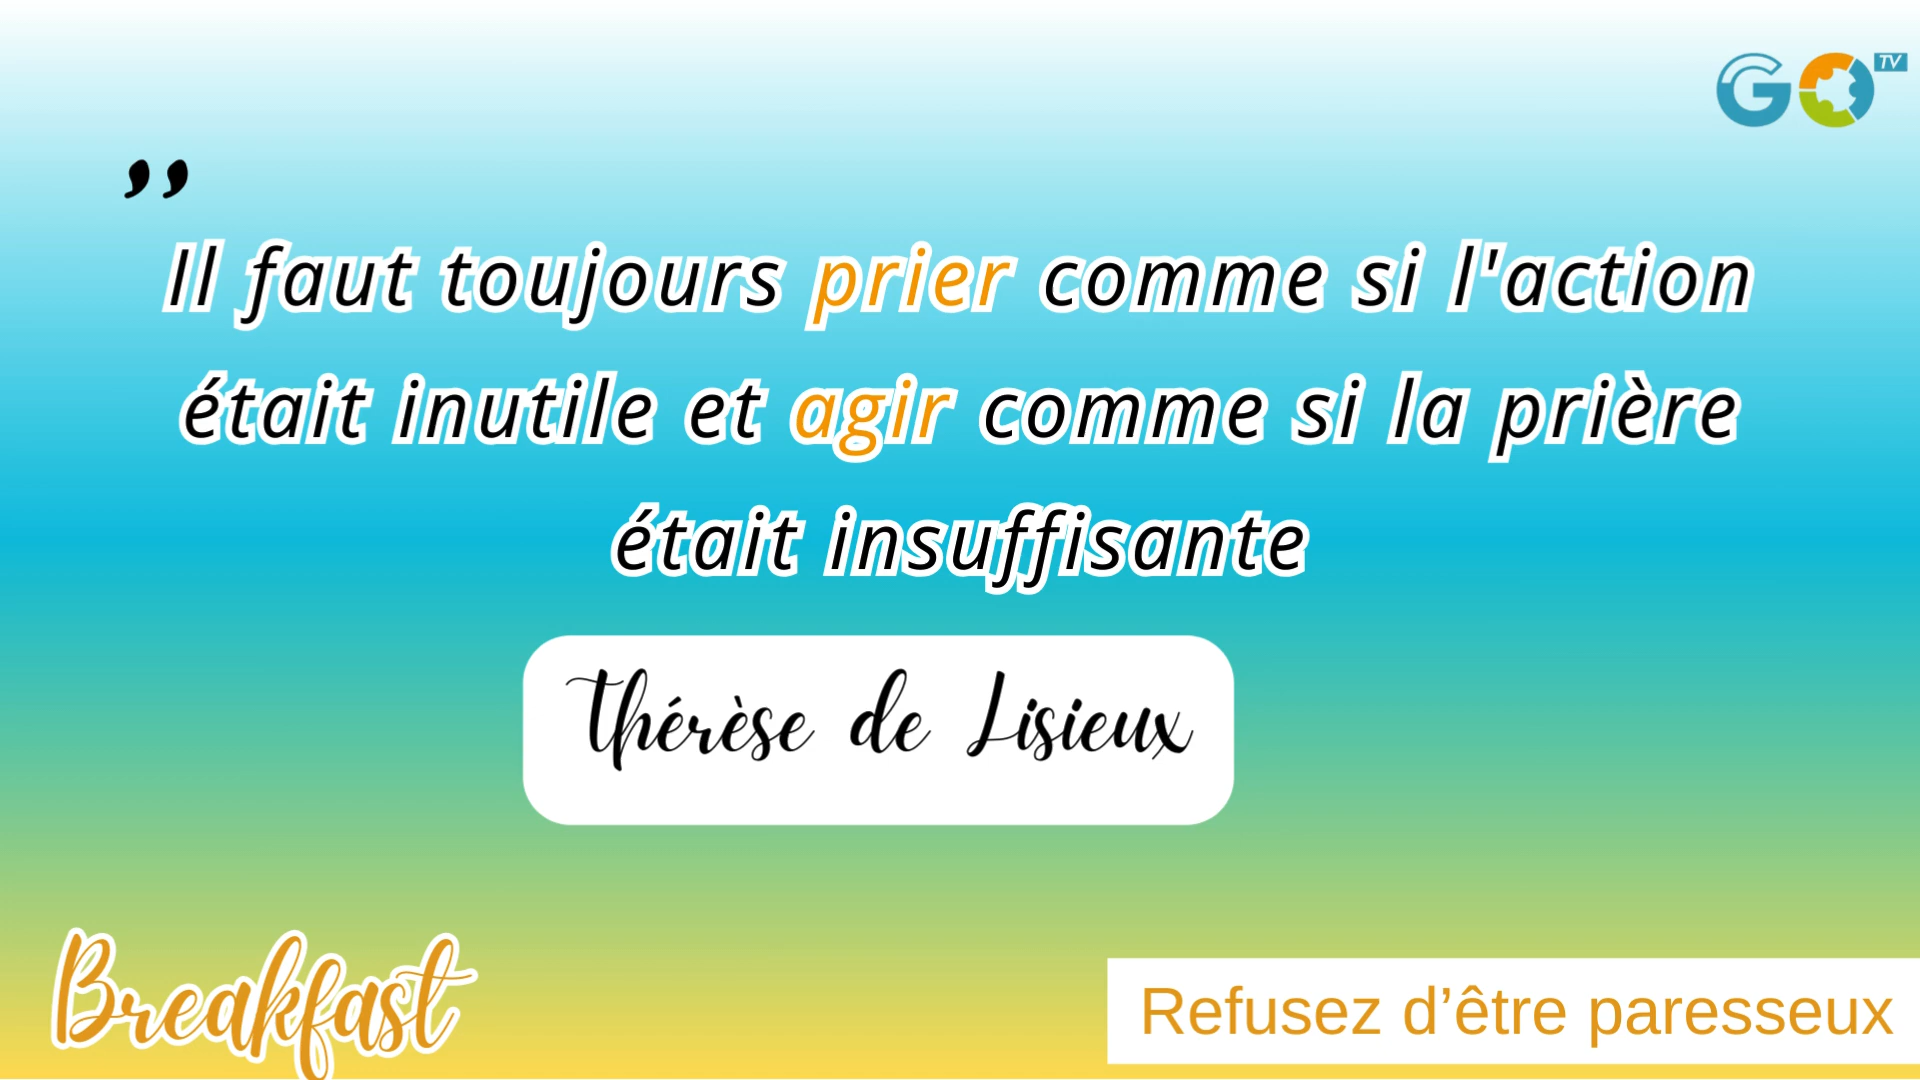 GO TV
”
Il faut toujours prier comme si l'action
était inutile et agir comme si la prière
était insuffisante
Thérèse de Lisieux
Breakfast
Refusez d’être paresseux